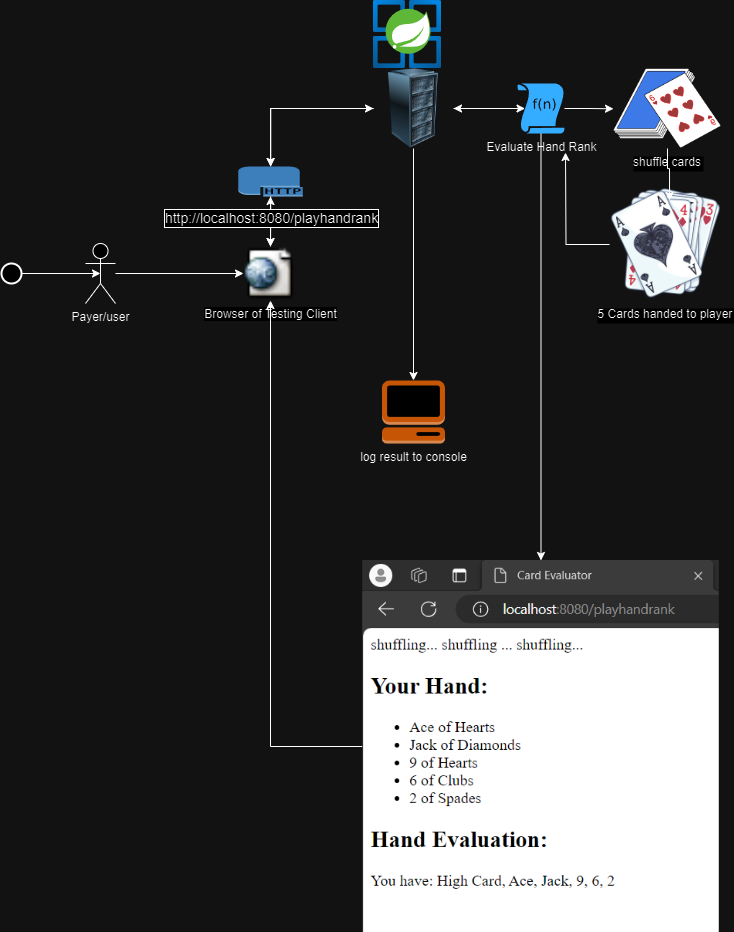 f(n)
Evaluate Hand Rank
shuffle cards
HTTP
http://localhost:8080/playhandrank
Payer/user
Browser of Testing Client
A
A
4
3
5 Cards handed to player
log result to console
Card Evaluator
localhost:8080/playhandrank
shuffling... shuffling ... shuffling...
Your Hand:
• Ace of Hearts
• Jack of Diamonds
• 9 of Hearts
• 6 of Clubs
• 2 of Spades
Hand Evaluation:
You have: High Card, Ace, Jack, 9, 6, 2